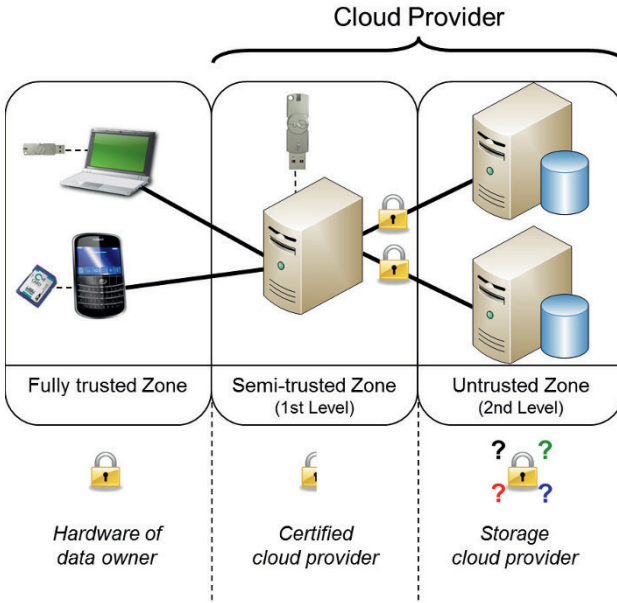 Cloud Provider
Fully trusted Zone
Semi-trusted Zone
(1st Level)
Untrusted Zone
(2nd Level)
? ?
? ?
Hardware of
data owner
Certified
cloud provider
Storage
cloud provider